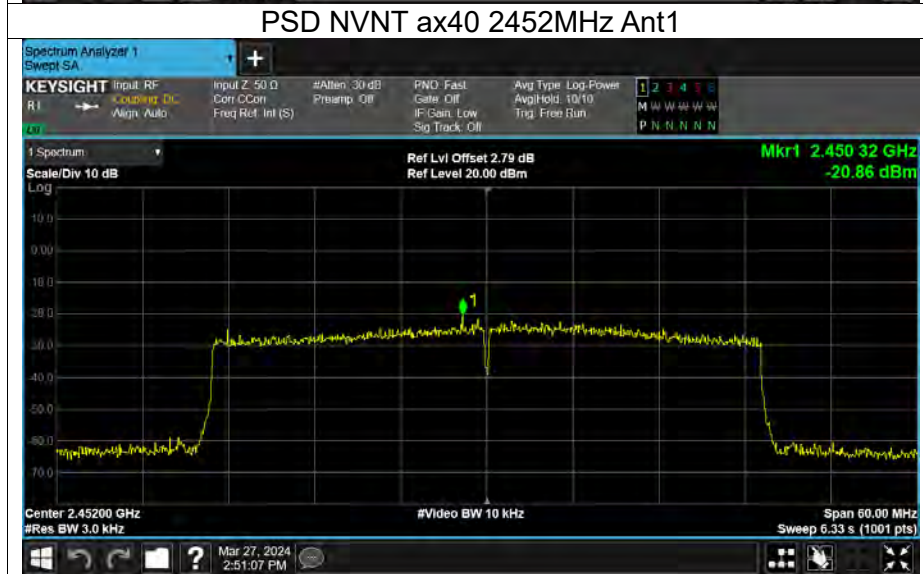 PSD NVNT ax40 2452MHz Ant1
Spectrum Analyzer 1
Swept SA
KEYSIGHT Input: RF
Coupling: DC
Align: Auto
Input Z: 50 Ω
Corr CCorr
Freq Ref: Int (S)
#Atten: 30 dB
Preamp: Off
PNO: Fast
Gate: Off
IF Gain: Low
Sig Track: Off
Avg Type: Log-Power
Avg|Hold: 10/10
Trig: Free Run
1 2 3 4 5 6
M W W W W W
P N N N N N
1 Spectrum
Scale/Div 10 dB
Ref Lvl Offset 2.79 dB
Ref Level 20.00 dBm
Mkr1 2.450 32 GHz
-20.86 dBm
Log
10.0
0.00
-10.0
-20.0
-30.0
-40.0
-50.0
-60.0
-70.0
1
Center 2.45200 GHz
#Res BW 3.0 kHz
#Video BW 10 kHz
Span 60.00 MHz
Sweep 6.33 s (1001 pts)
?
Mar 27, 2024
2:51:07 PM